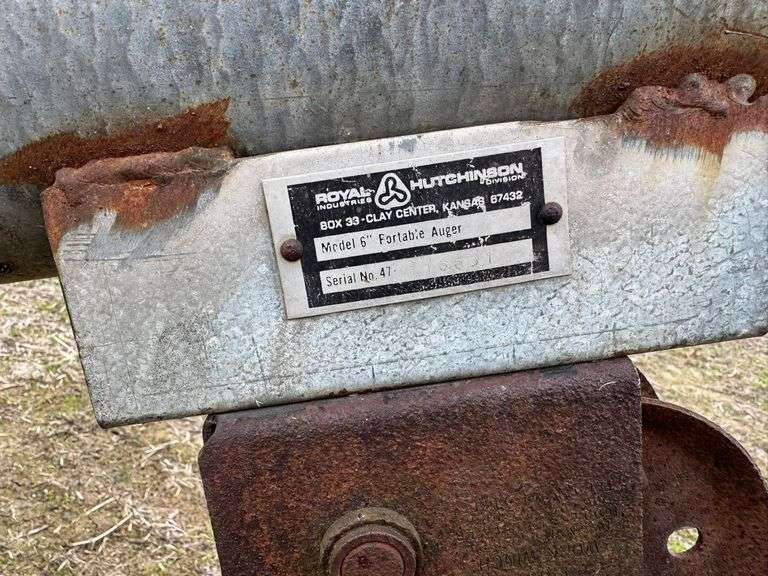 ROYAL HUTCHINSON
INDUSTRIES DIVISION
BOX 33-CLAY CENTER, KANSAS 67432
Model 6" Portable Auger
Serial No. 47-